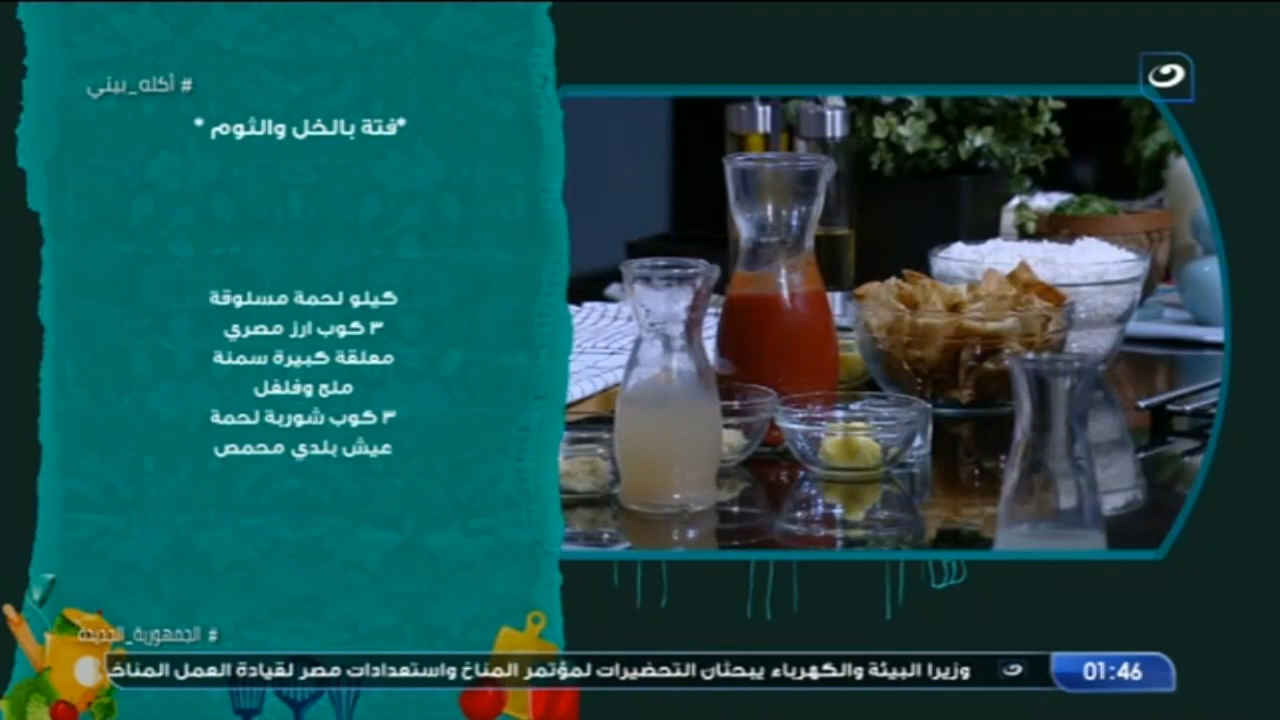 # أكله_بيتي
*فتة بالخل والثوم *
كيلو لحمة مسلوقة
٣ كوب ارز مصري
معلقة كبيرة سمنة
ملح وفلفل
٣ كوب شوربة لحمة
عيش بلدي محمص
# الجمهورية_الجديدة
وزيرا البيئة والكهرباء يبحثان التحضيرات لمؤتمر المناخ واستعدادات مصر لقيادة العمل المناخ
01:46